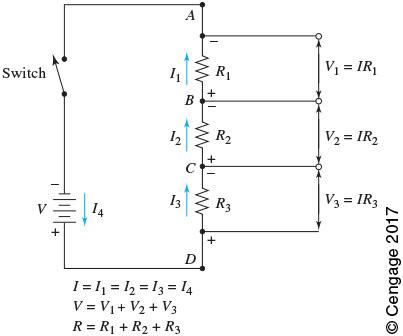 A
−
Switch
I₁
R₁
V₁ = IR₁
+
B
−
I₂
R₂
V₂ = IR₂
+
C
−
−
V
I₄
I₃
R₃
V₃ = IR₃
+
+
D
I = I₁ = I₂ = I₃ = I₄
V = V₁ + V₂ + V₃
R = R₁ + R₂ + R₃
© Cengage 2017